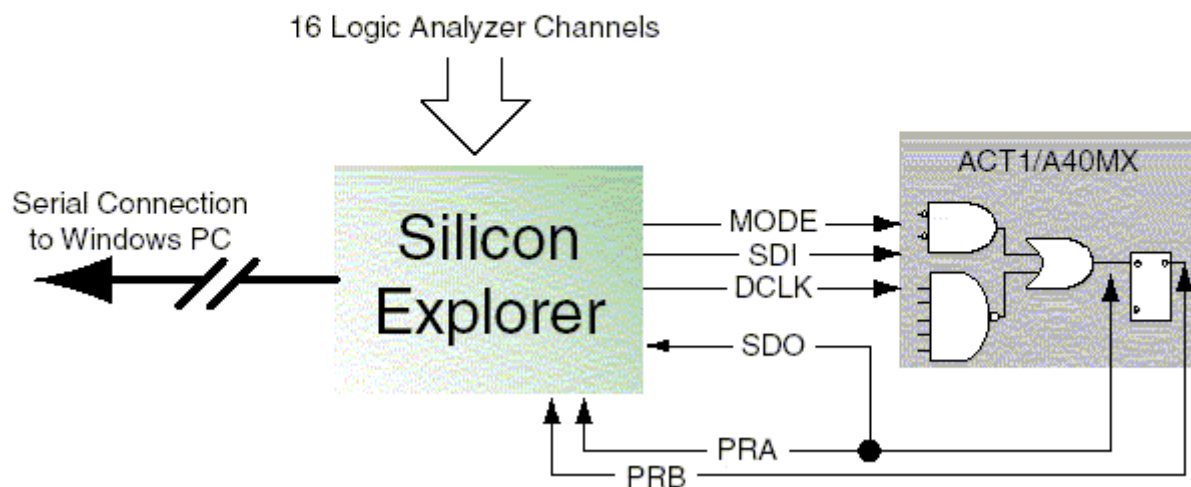 16 Logic Analyzer Channels
Serial Connection
to Windows PC
Silicon
Explorer
MODE
SDI
DCLK
SDO
PRA
PRB
ACT1/A40MX